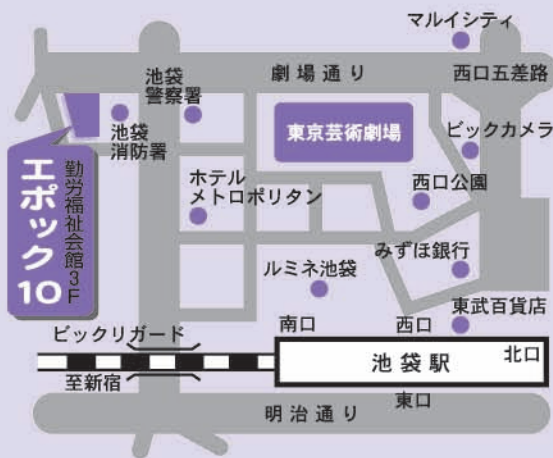 マルイシティ
劇場通り
西口五差路
池袋
警察署
池袋
消防署
東京芸術劇場
ビックカメラ
勤労福祉会館3F
エポック10
ホテル
メトロポリタン
西口公園
みずほ銀行
ルミネ池袋
東武百貨店
南口
西口
ビックリガード
池袋駅
北口
至新宿
東口
明治通り